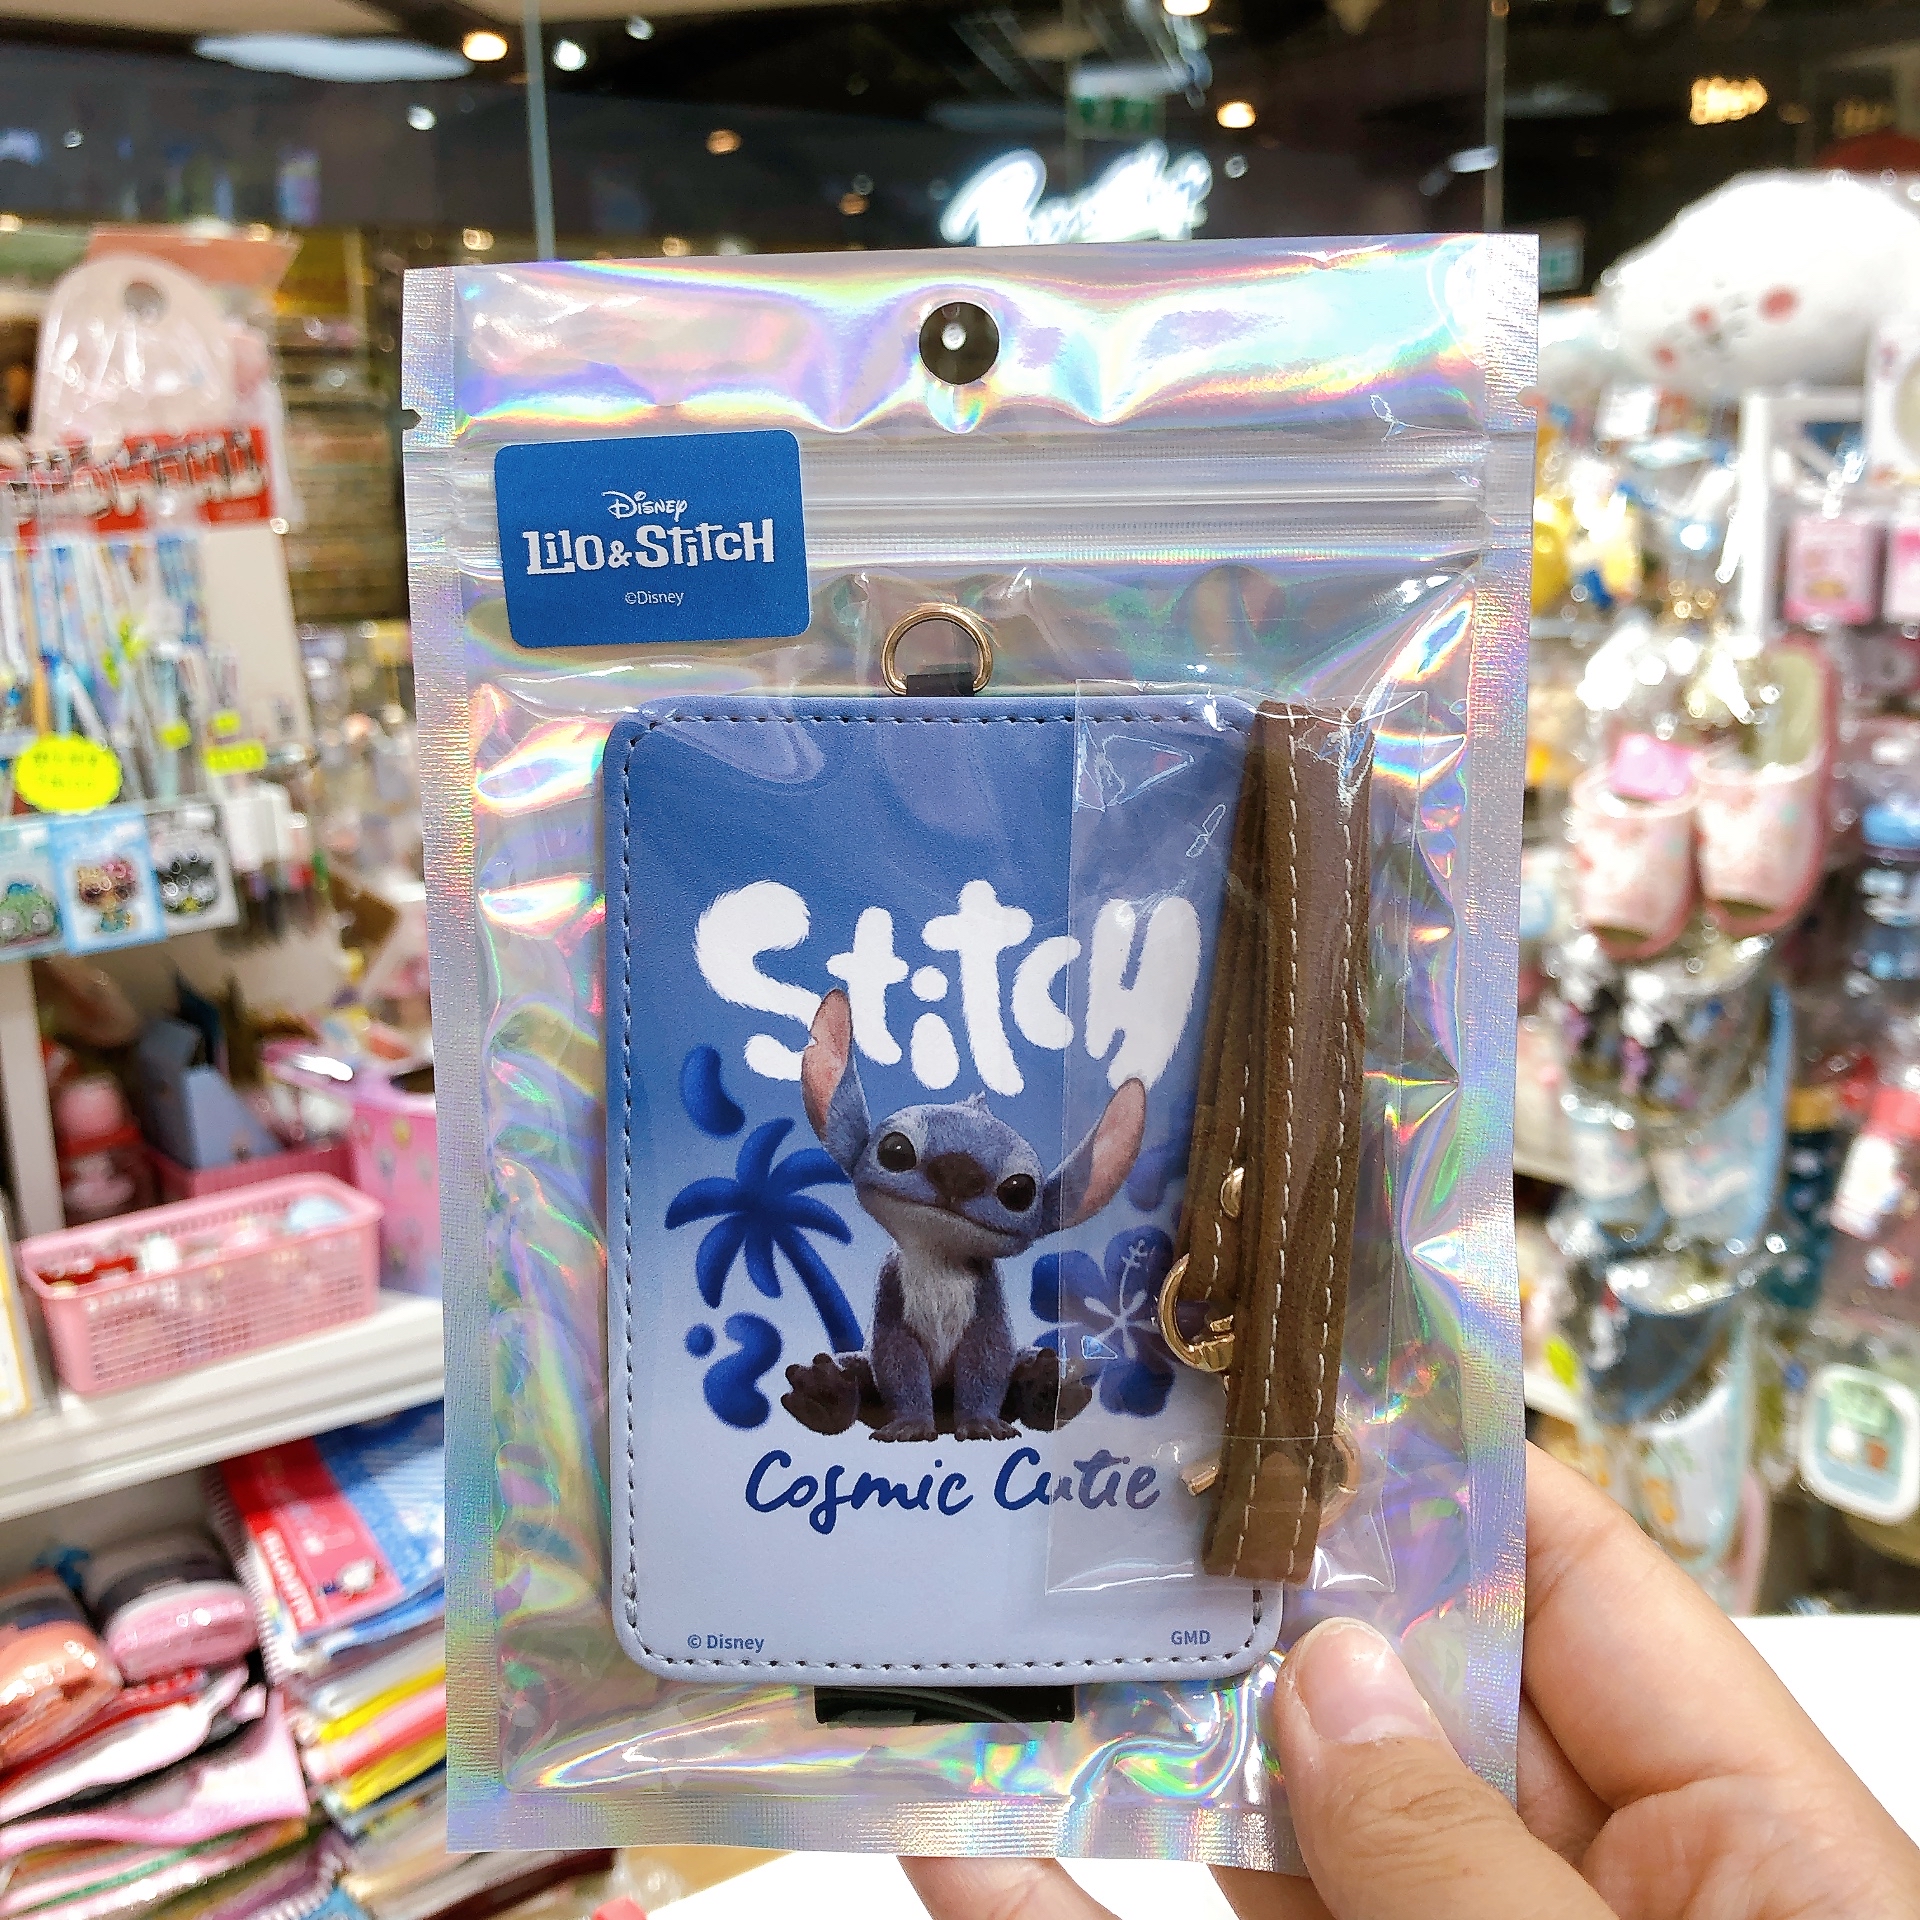 Disney
Lilo & Stitch
©Disney
Stitch
Cosmic Cutie
© Disney
GMD